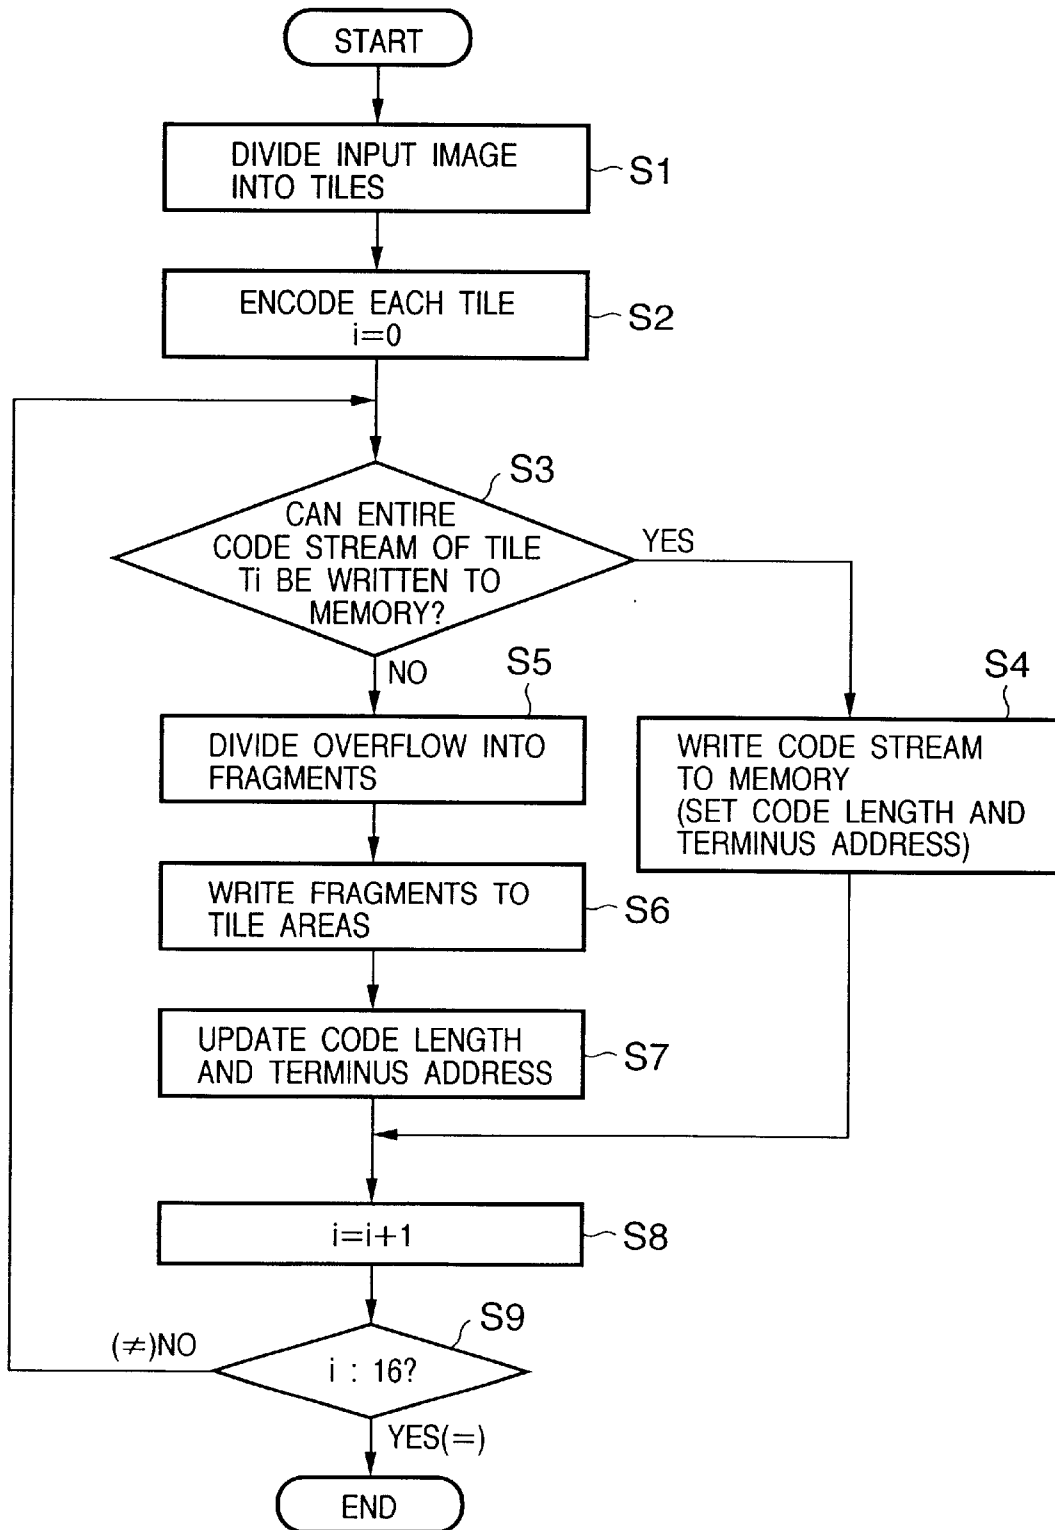 START
DIVIDE INPUT IMAGE
INTO TILES
S1
ENCODE EACH TILE
i=0
S2
S3
CAN ENTIRE
CODE STREAM OF TILE
Ti BE WRITTEN TO
MEMORY?
YES
NO
S5
S4
DIVIDE OVERFLOW INTO
FRAGMENTS
WRITE CODE STREAM
TO MEMORY
(SET CODE LENGTH AND
TERMINUS ADDRESS)
WRITE FRAGMENTS TO
TILE AREAS
S6
UPDATE CODE LENGTH
AND TERMINUS ADDRESS
S7
i=i+1
S8
S9
(≠)NO
i : 16?
YES(=)
END